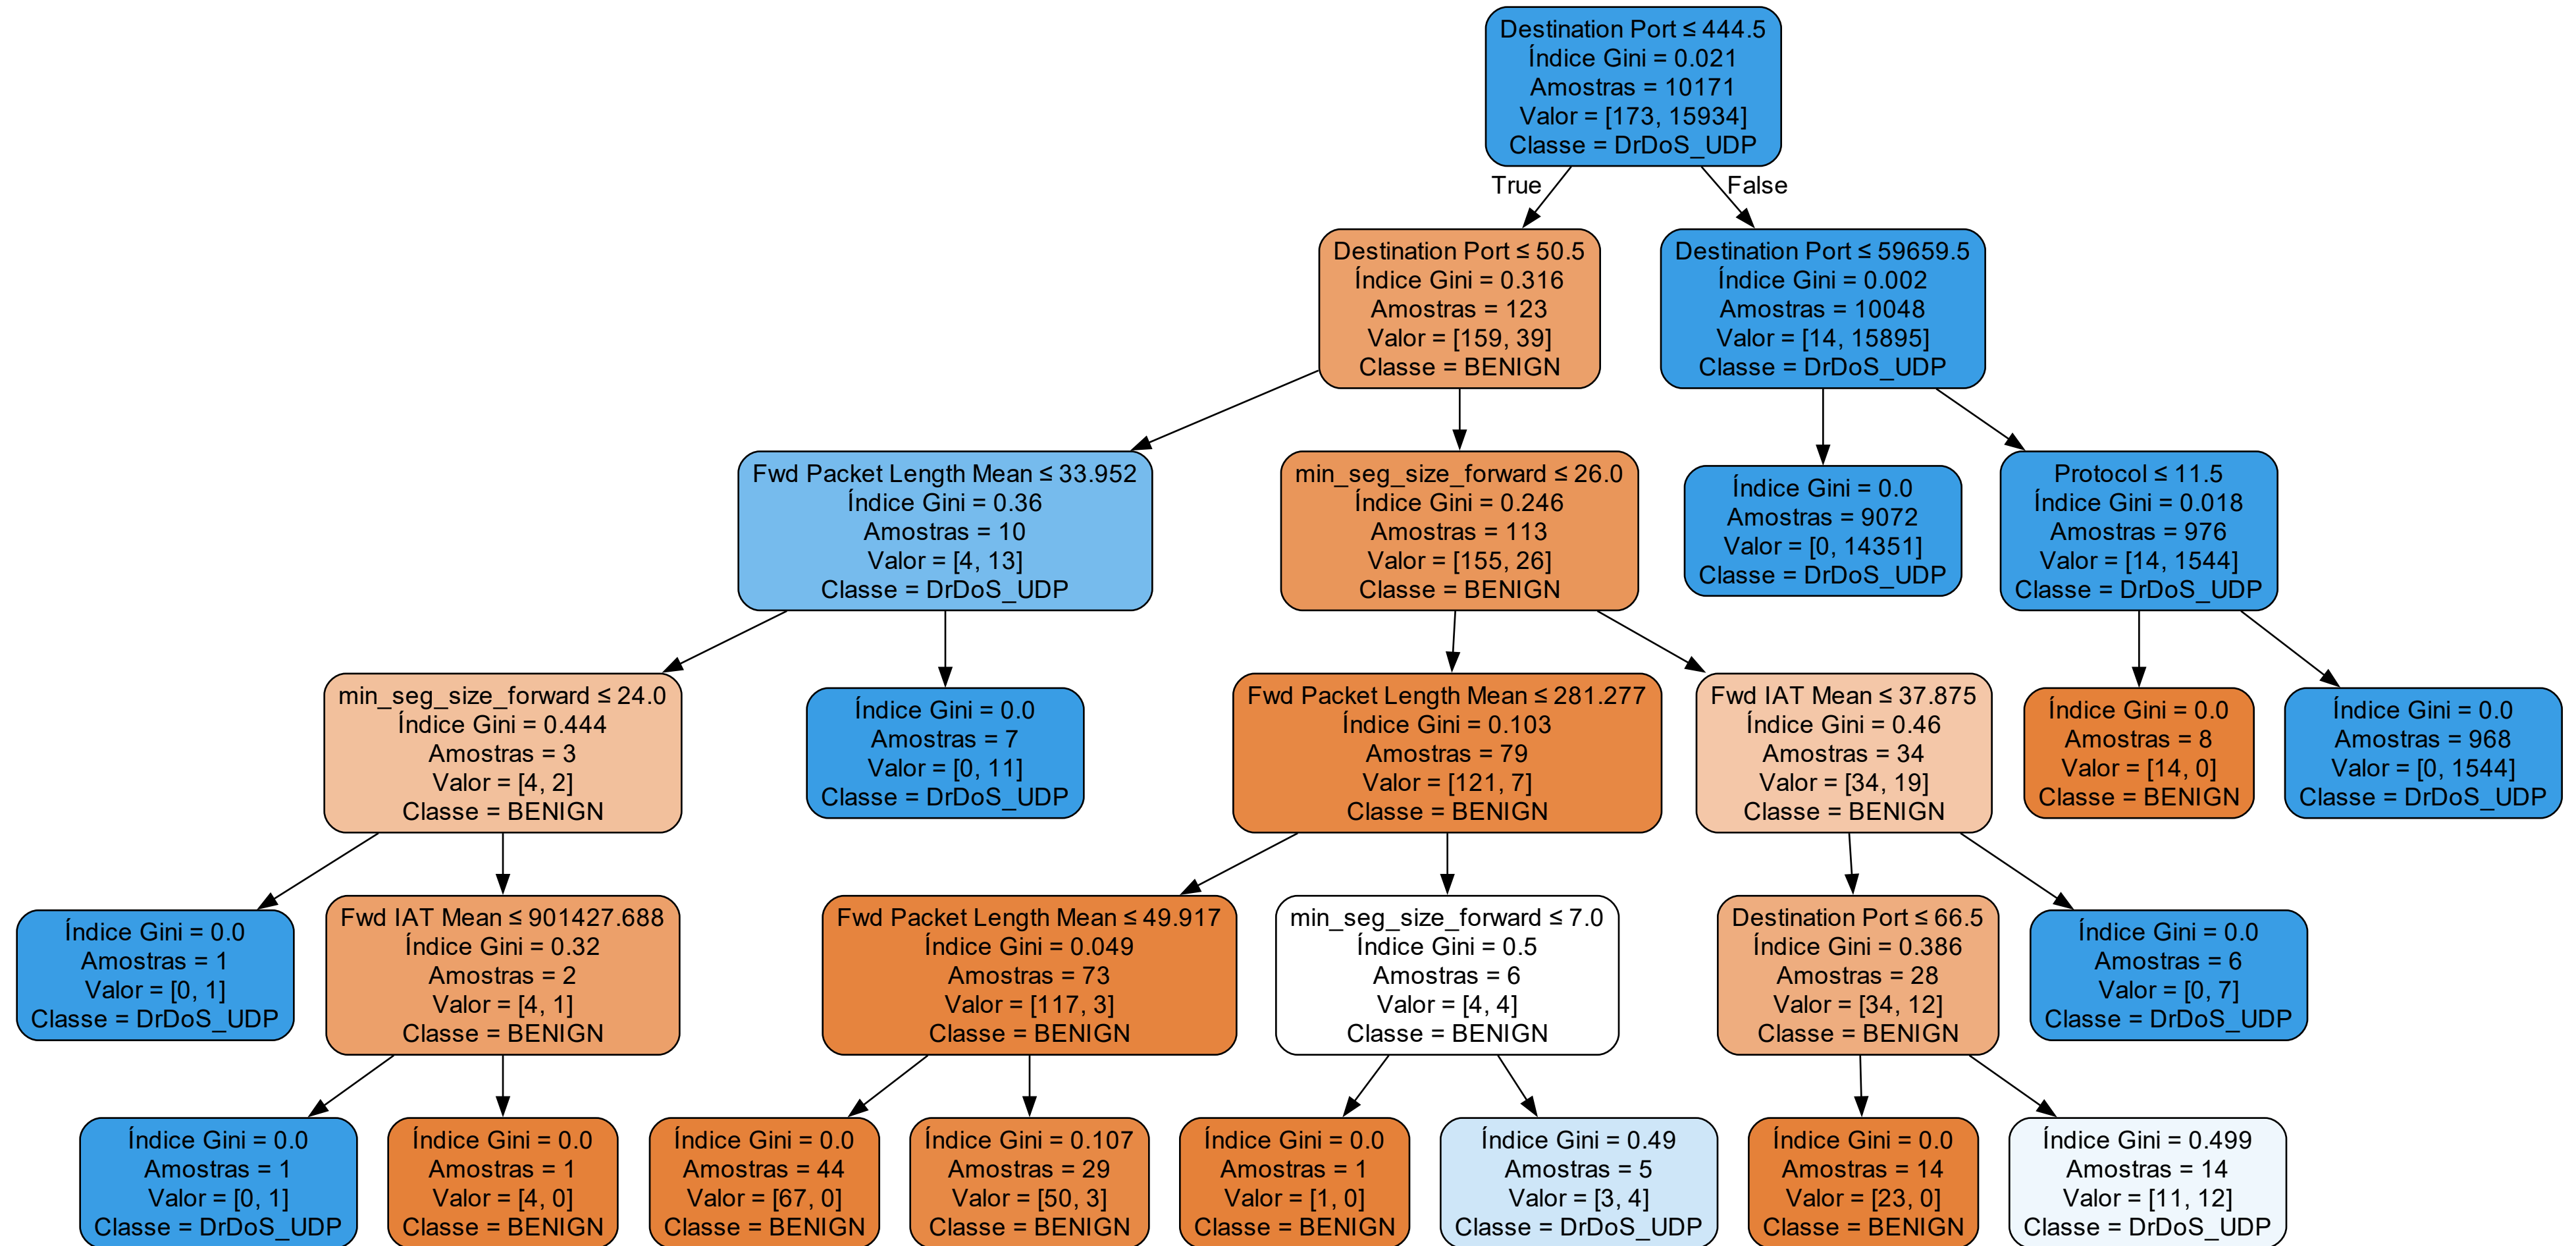 Destination Port ≤ 444.5
Índice Gini = 0.021
Amostras = 10171
Valor = [173, 15934]
Classe = DrDoS_UDP
True
False
Destination Port ≤ 50.5
Índice Gini = 0.316
Amostras = 123
Valor = [159, 39]
Classe = BENIGN
Destination Port ≤ 59659.5
Índice Gini = 0.002
Amostras = 10048
Valor = [14, 15895]
Classe = DrDoS_UDP
Fwd Packet Length Mean ≤ 33.952
Índice Gini = 0.36
Amostras = 10
Valor = [4, 13]
Classe = DrDoS_UDP
min_seg_size_forward ≤ 26.0
Índice Gini = 0.246
Amostras = 113
Valor = [155, 26]
Classe = BENIGN
Índice Gini = 0.0
Amostras = 9072
Valor = [0, 14351]
Classe = DrDoS_UDP
Protocol ≤ 11.5
Índice Gini = 0.018
Amostras = 976
Valor = [14, 1544]
Classe = DrDoS_UDP
min_seg_size_forward ≤ 24.0
Índice Gini = 0.444
Amostras = 3
Valor = [4, 2]
Classe = BENIGN
Índice Gini = 0.0
Amostras = 7
Valor = [0, 11]
Classe = DrDoS_UDP
Fwd Packet Length Mean ≤ 281.277
Índice Gini = 0.103
Amostras = 79
Valor = [121, 7]
Classe = BENIGN
Fwd IAT Mean ≤ 37.875
Índice Gini = 0.46
Amostras = 34
Valor = [34, 19]
Classe = BENIGN
Índice Gini = 0.0
Amostras = 8
Valor = [14, 0]
Classe = BENIGN
Índice Gini = 0.0
Amostras = 968
Valor = [0, 1544]
Classe = DrDoS_UDP
Índice Gini = 0.0
Amostras = 1
Valor = [0, 1]
Classe = DrDoS_UDP
Fwd IAT Mean ≤ 901427.688
Índice Gini = 0.32
Amostras = 2
Valor = [4, 1]
Classe = BENIGN
Fwd Packet Length Mean ≤ 49.917
Índice Gini = 0.049
Amostras = 73
Valor = [117, 3]
Classe = BENIGN
min_seg_size_forward ≤ 7.0
Índice Gini = 0.5
Amostras = 6
Valor = [4, 4]
Classe = BENIGN
Destination Port ≤ 66.5
Índice Gini = 0.386
Amostras = 28
Valor = [34, 12]
Classe = BENIGN
Índice Gini = 0.0
Amostras = 6
Valor = [0, 7]
Classe = DrDoS_UDP
Índice Gini = 0.0
Amostras = 1
Valor = [0, 1]
Classe = DrDoS_UDP
Índice Gini = 0.0
Amostras = 1
Valor = [4, 0]
Classe = BENIGN
Índice Gini = 0.0
Amostras = 44
Valor = [67, 0]
Classe = BENIGN
Índice Gini = 0.107
Amostras = 29
Valor = [50, 3]
Classe = BENIGN
Índice Gini = 0.0
Amostras = 1
Valor = [1, 0]
Classe = BENIGN
Índice Gini = 0.49
Amostras = 5
Valor = [3, 4]
Classe = DrDoS_UDP
Índice Gini = 0.0
Amostras = 14
Valor = [23, 0]
Classe = BENIGN
Índice Gini = 0.499
Amostras = 14
Valor = [11, 12]
Classe = DrDoS_UDP